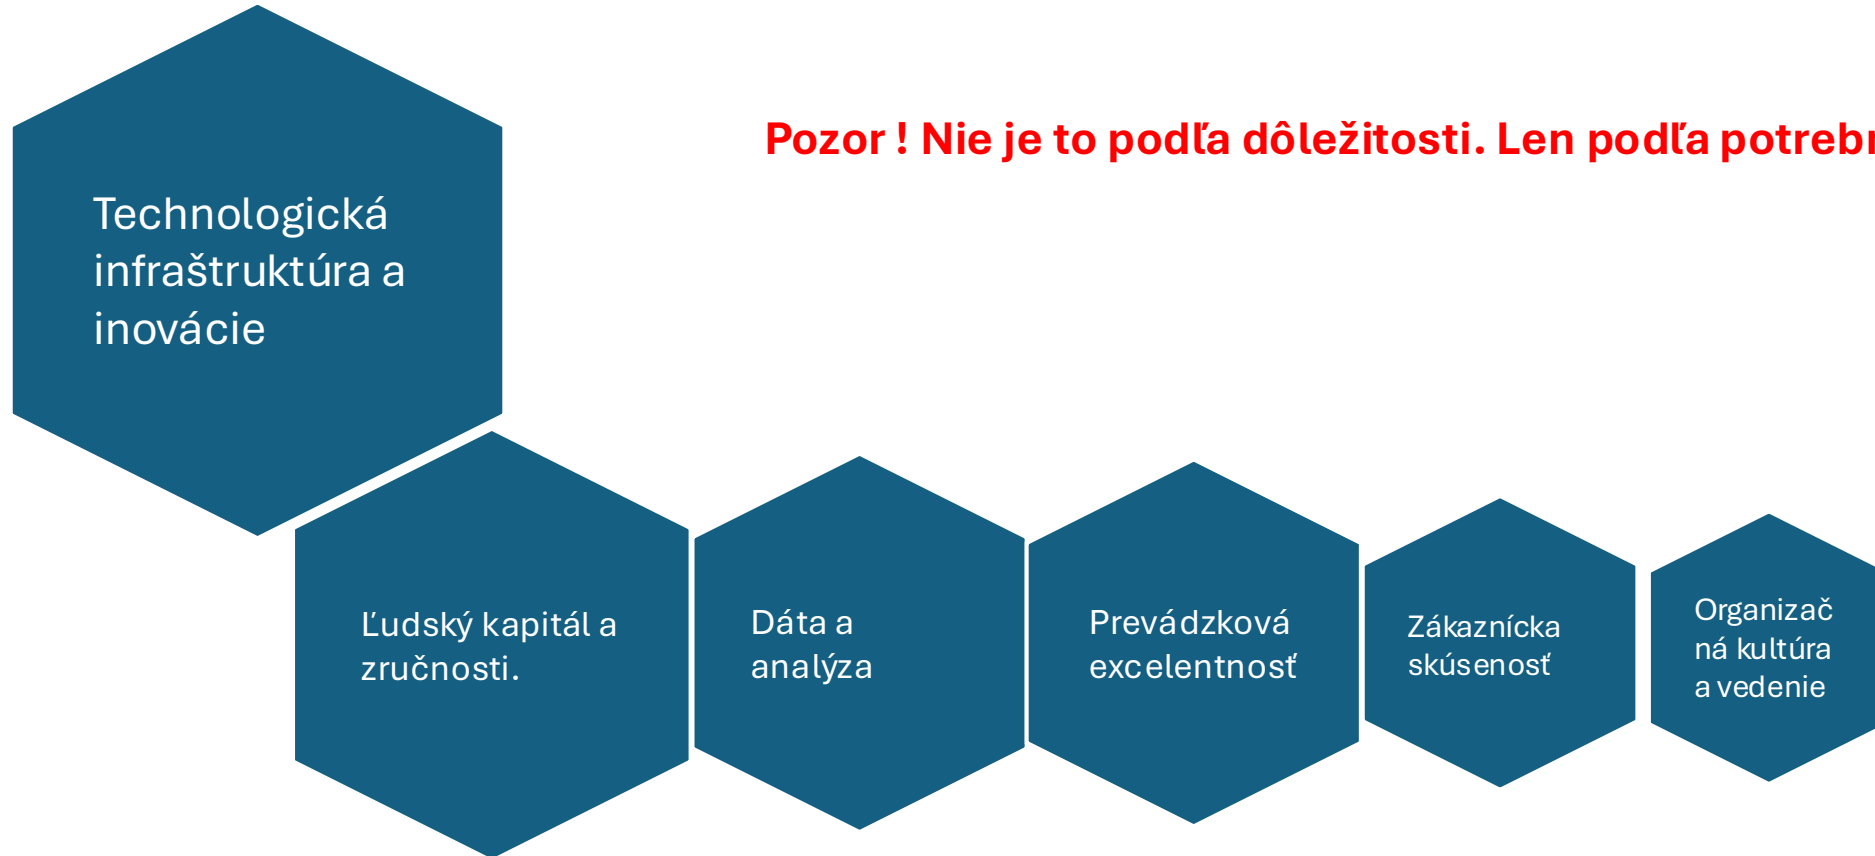 Pozor ! Nie je to podľa dôležitosti. Len podľa
Technologická
infraštruktúra a
inovácie
Ľudský kapitál a
zručnosti.
Dáta a
analýza
Prevádzková
excelentnosť
Zákaznícka
skúsenosť
Organizač
ná kultúra
a vedenie